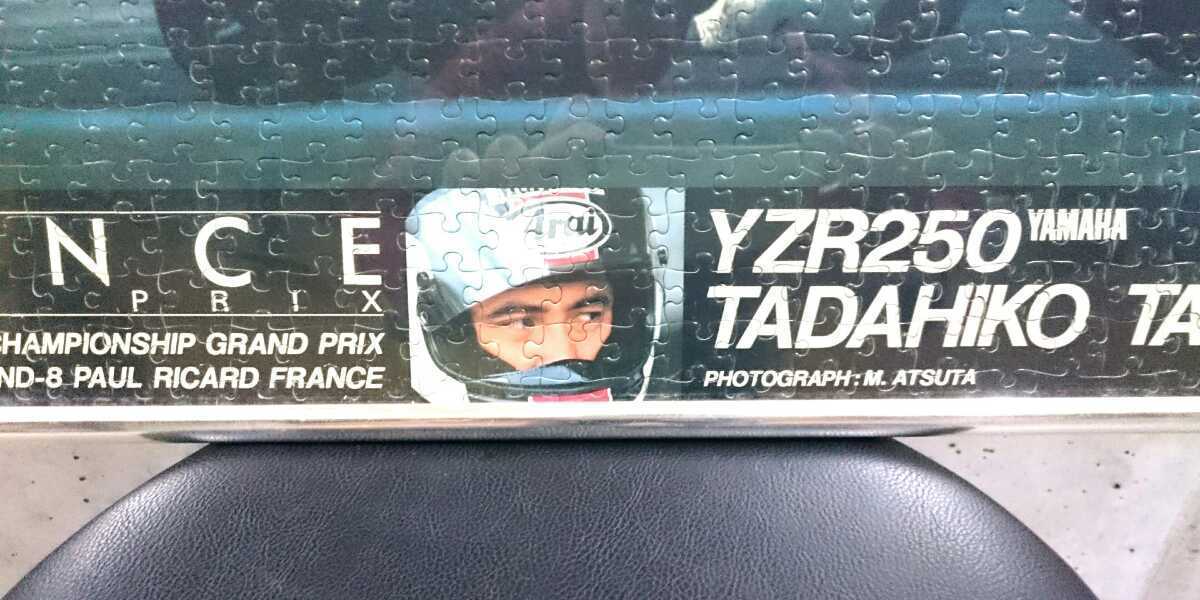 NCE
PRIX
CHAMPIONSHIP GRAND PRIX
ND-8 PAUL RICARD FRANCE
Arai
YZR250 YAMAHA
TADAHIKO TA
PHOTOGRAPH: M. ATSUTA